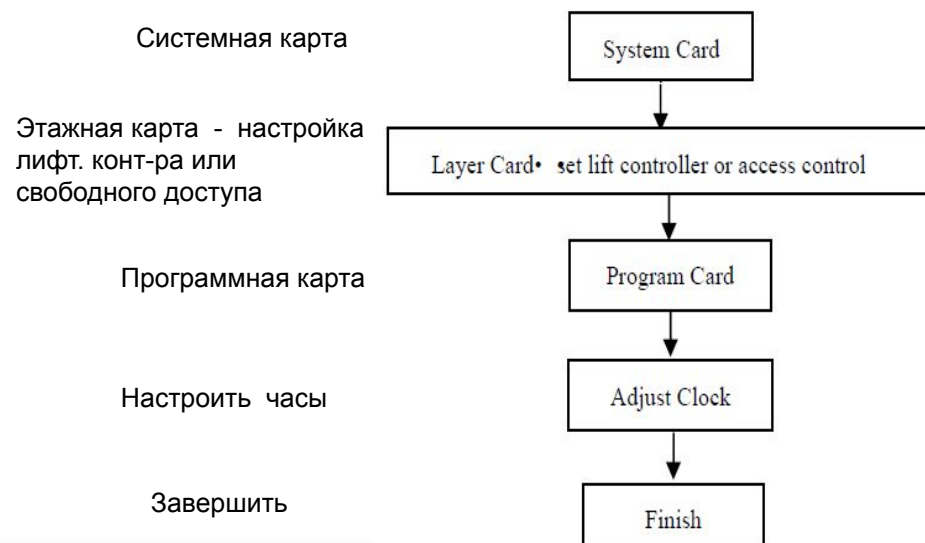 Системная карта
System Card
Этажная карта - настройка
лифт. конт-ра или
свободного доступа
Layer Card• set lift controller or access control
Программная карта
Program Card
Настроить часы
Adjust Clock
Завершить
Finish